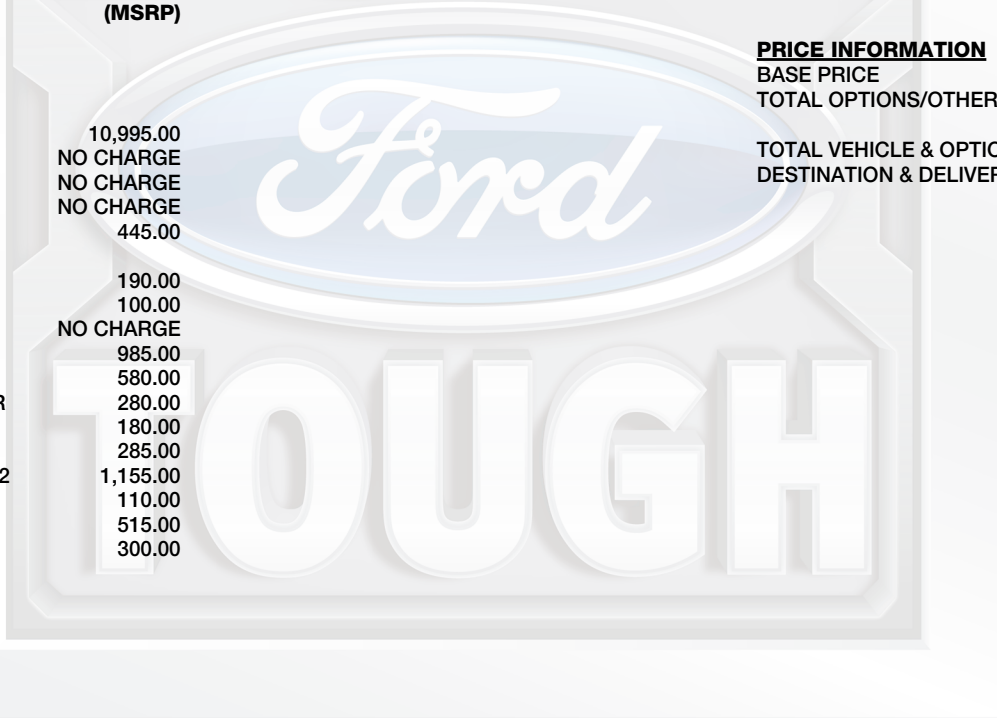 (MSRP)
10,995.00
NO CHARGE
NO CHARGE
NO CHARGE
445.00
190.00
100.00
NO CHARGE
985.00
580.00
R 280.00
180.00
285.00
2 1,155.00
110.00
515.00
300.00
PRICE INFORMATION
BASE PRICE
TOTAL OPTIONS/OTHER
TOTAL VEHICLE & OPTIO
DESTINATION & DELIVER
Ford
TOUGH